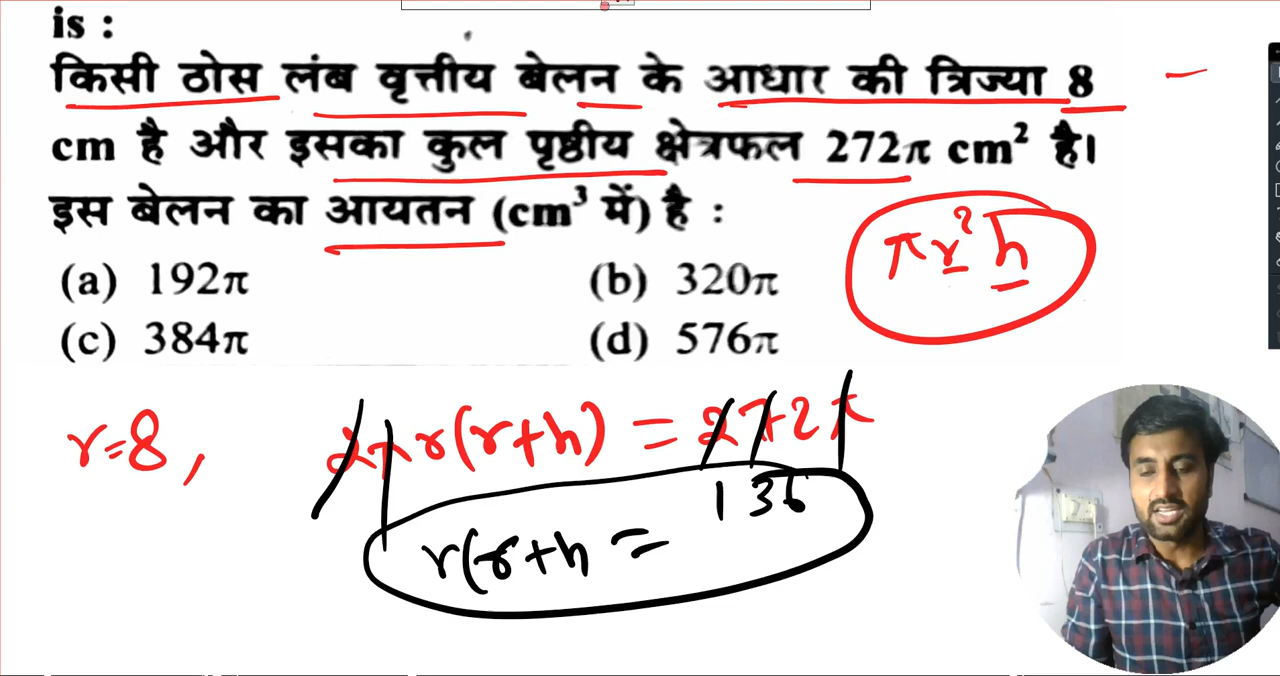 is :
किसी ठोस लंब वृत्तीय बेलन के आधार की त्रिज्या 8
cm है और इसका कुल पृष्ठीय क्षेत्रफल 272π cm² है।
इस बेलन का आयतन (cm³ में) है :
(a) 192π (b) 320π
(c) 384π (d) 576π
πr²h
r=8, 2πr(r+h) = 272π
136
r(r+h =